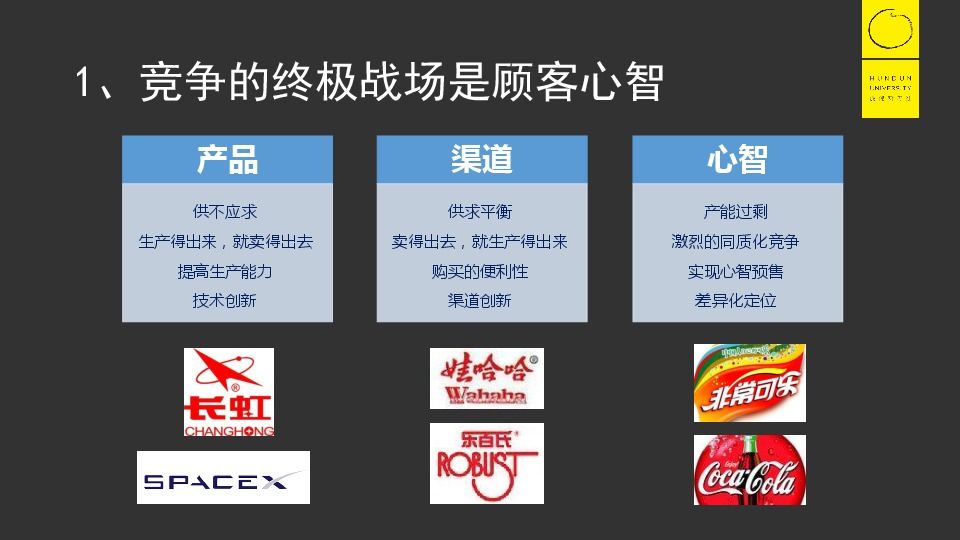 1、竞争的终极战场是顾客心智
HUNDUN
UNIVERSITY
产品
供不应求
生产得出来，就卖得出去
提高生产能力
技术创新
渠道
供求平衡
卖得出去，就生产得出来
购买的便利性
渠道创新
心智
产能过剩
激烈的同质化竞争
实现心智预售
差异化定位
长虹®
CHANGHONG
SPACEX
娃哈哈®
Wahaha
乐百氏®
ROBUST
非常可乐
Enjoy
Coca-Cola